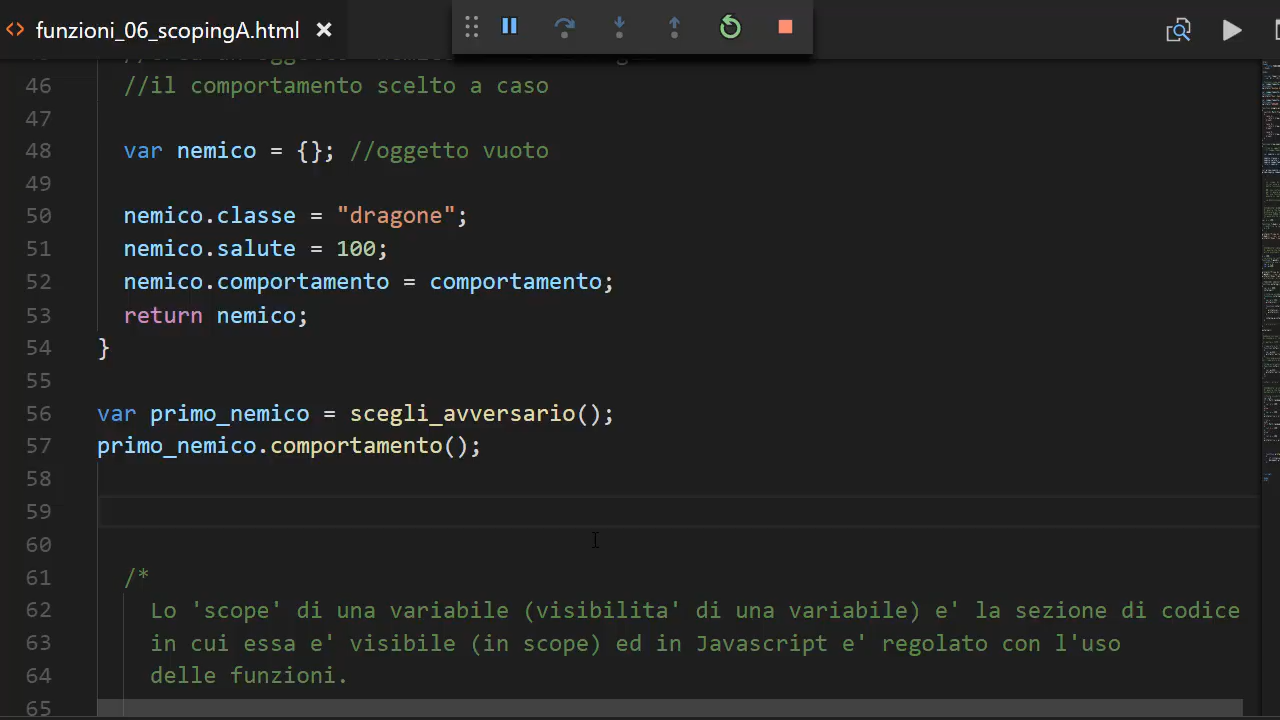 funzioni_06_scopingA.html
46 //il comportamento scelto a caso
47
48 var nemico = {}; //oggetto vuoto
49
50 nemico.classe = "dragone";
51 nemico.salute = 100;
52 nemico.comportamento = comportamento;
53 return nemico;
54 }
55
56 var primo_nemico = scegli_avversario();
57 primo_nemico.comportamento();
58
59
60
61 /*
62 Lo 'scope' di una variabile (visibilita' di una variabile) e' la sezione di codice
63 in cui essa e' visibile (in scope) ed in Javascript e' regolato con l'uso
64 delle funzioni.
65